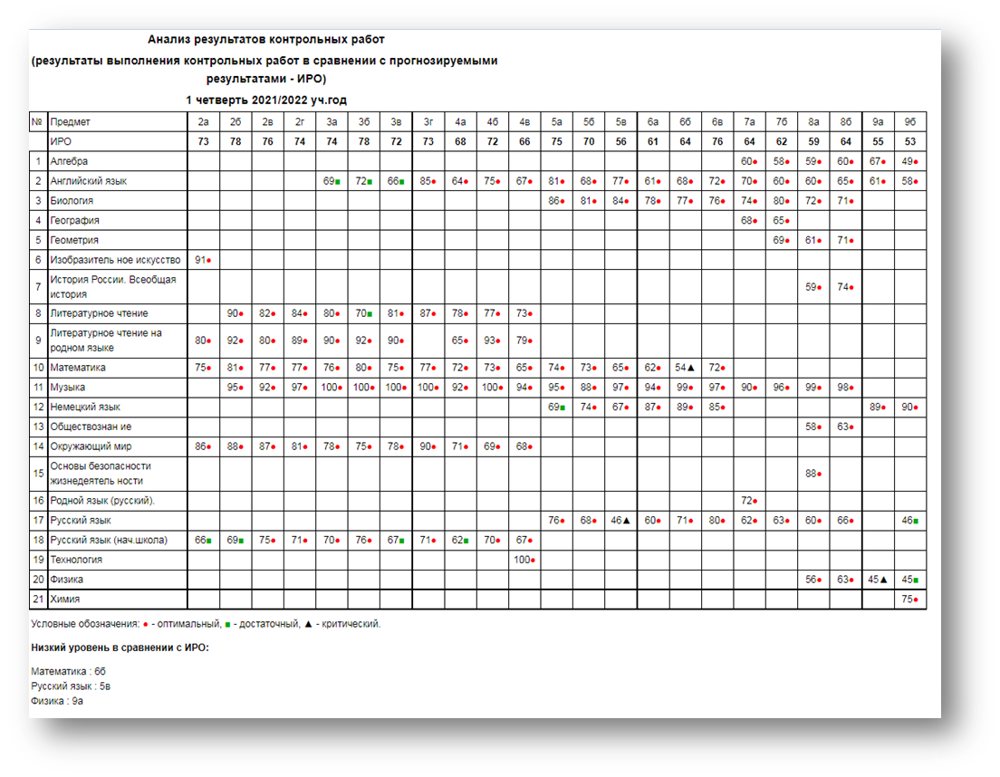 Анализ результатов контрольных работ
(результаты выполнения контрольных работ в сравнении с прогнозируемыми
результатами - ИРО)
1 четверть 2021/2022 уч.год
№ Предмет 2а 2б 2в 2г 3а 3б 3в 3г 4а 4б 4в 5а 5б 5в 6а 6б 6в 7а 7б 8а 8б 9а 9б
ИРО 73 78 76 74 74 78 72 73 68 72 66 75 70 56 61 64 76 64 62 59 64 55 53
1 Алгебра 60● 58● 59● 60● 67● 49●
2 Английский язык 69■ 72■ 66■ 85● 64● 75● 67● 81● 68● 77● 61● 68● 72● 70● 60● 60● 65● 61● 58●
3 Биология 86● 81● 84● 78● 77● 76● 74● 80● 72● 71●
4 География 68● 65●
5 Геометрия 69● 61● 71●
6 Изобразитель ное искусство 91●
7 История России. Всеобщая
история 59● 74●
8 Литературное чтение 90● 82● 84● 80● 70■ 81● 87● 78● 77● 73●
9 Литературное чтение на
родном языке 80● 92● 80● 89● 90● 92● 90● 65● 93● 79●
10 Математика 75● 81● 77● 77● 76● 80● 75● 77● 72● 73● 65● 74● 73● 65● 62● 54▲ 72●
11 Музыка 95● 92● 97● 100● 100● 100● 100● 92● 100● 94● 95● 88● 97● 94● 99● 97● 90● 96● 99● 98●
12 Немецкий язык 69■ 74● 67● 87● 89● 85● 89● 90●
13 Обществознан ие 58● 63●
14 Окружающий мир 86● 88● 87● 81● 78● 75● 78● 90● 71● 69● 68●
15 Основы безопасности
жизнедеятель ности 88●
16 Родной язык (русский). 72●
17 Русский язык 76● 68● 46▲ 60● 71● 80● 62● 63● 60● 66● 46■
18 Русский язык (нач.школа) 66■ 69■ 75● 71● 70● 76● 67■ 71● 62■ 70● 67●
19 Технология 100●
20 Физика 56● 63● 45▲ 45■
21 Химия 75●
Условные обозначения: ● - оптимальный, ■ - достаточный, ▲ - критический.
Низкий уровень в сравнении с ИРО:
Математика : 6б
Русский язык : 5в
Физика : 9а